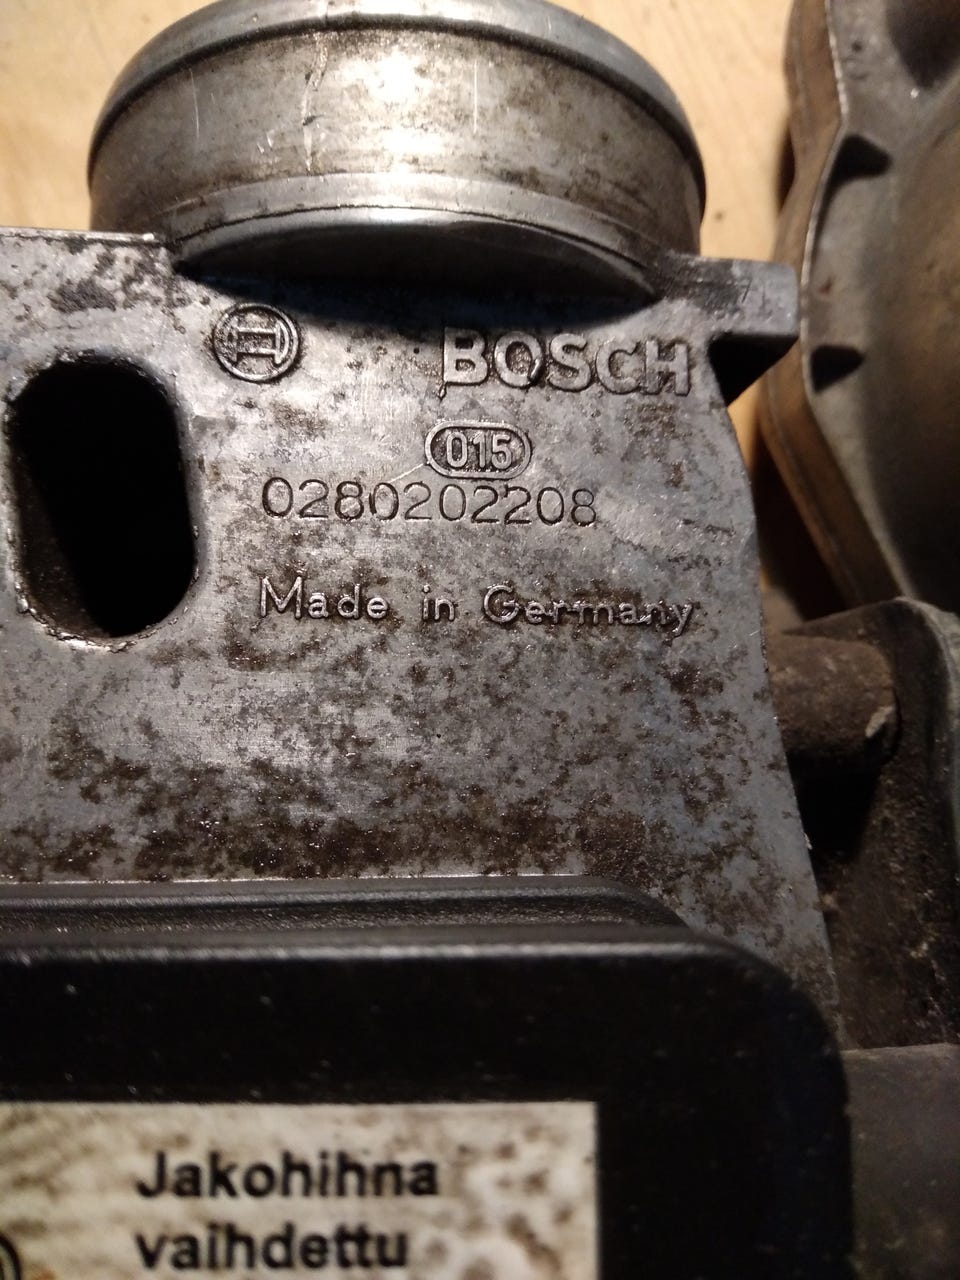 BOSCH
015
0280202208
Made in Germany
Jakohihna
vaihdettu